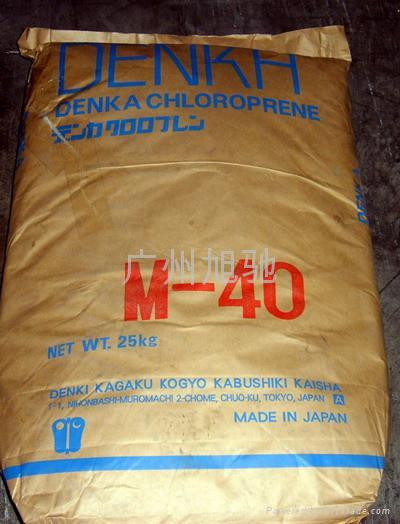 DENKA
DENKA CHLOROPRENE
デンカクロロプレン
广州旭驰
M-40
NET WT. 25kg
DENKI KAGAKU KOGYO KABUSHIKI KAISHA
1-1, NIHONBASHI-MUROMACHI 2-CHOME, CHUO-KU, TOKYO, JAPAN A
MADE IN JAPAN